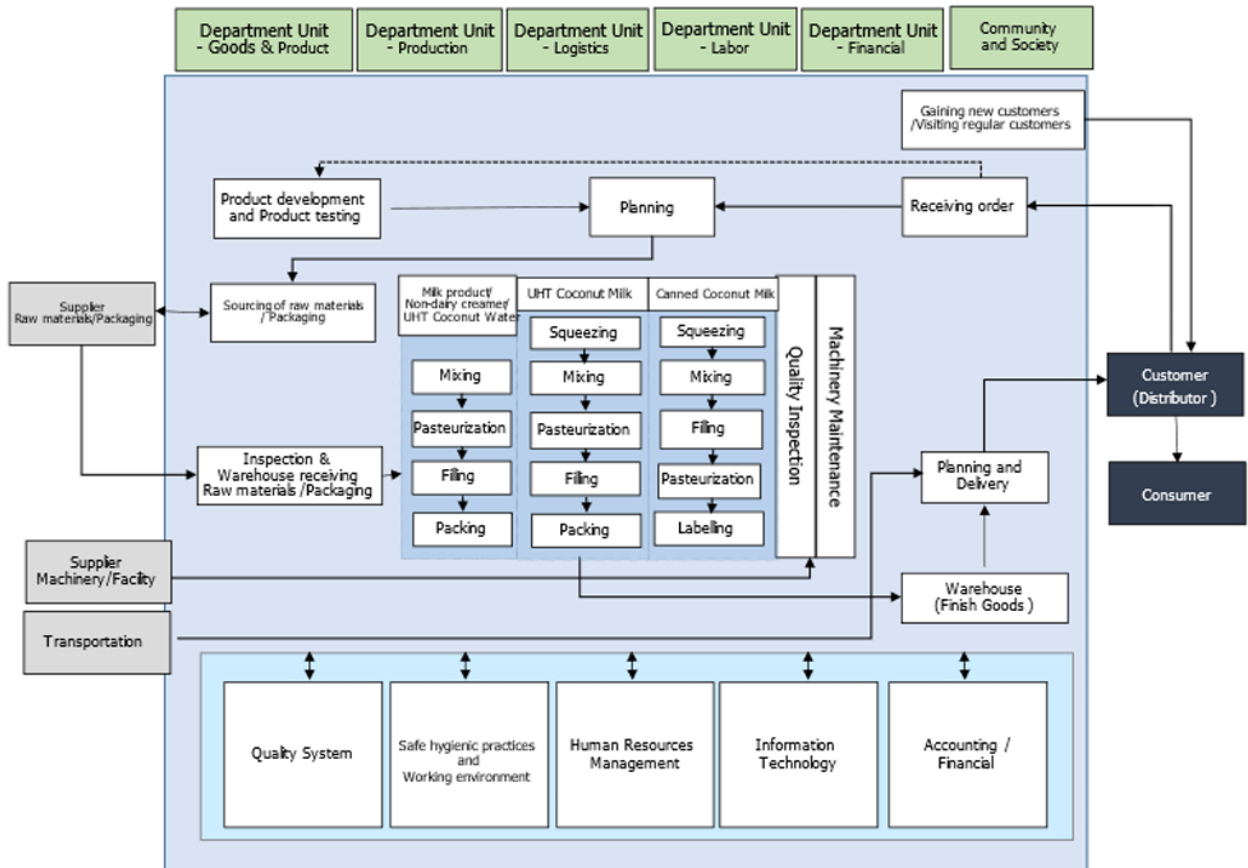 Department Unit
- Goods & Product
Department Unit
- Production
Department Unit
- Logistics
Department Unit
- Labor
Department Unit
- Financial
Community
and Society
Gaining new customers
/Visiting regular customers
Product development
and Product testing
Planning
Receiving order
Supplier
Raw materials/Packaging
Sourcing of raw materials
/ Packaging
Milk product/
Non-dairy creamer/
UHT Coconut Water
Mixing
Pasteurization
Filling
Packing
UHT Coconut Milk
Squeezing
Mixing
Pasteurization
Filling
Packing
Canned Coconut Milk
Squeezing
Mixing
Filling
Pasteurization
Labelling
Quality Inspection
Machinery Maintenance
Customer
(Distributor )
Consumer
Inspection &
Warehouse receiving
Raw materials /Packaging
Planning and
Delivery
Supplier
Machinery/Facility
Warehouse
(Finish Goods )
Transportation
Quality System
Safe hygienic practices
and
Working environment
Human Resources
Management
Information
Technology
Accounting /
Financial